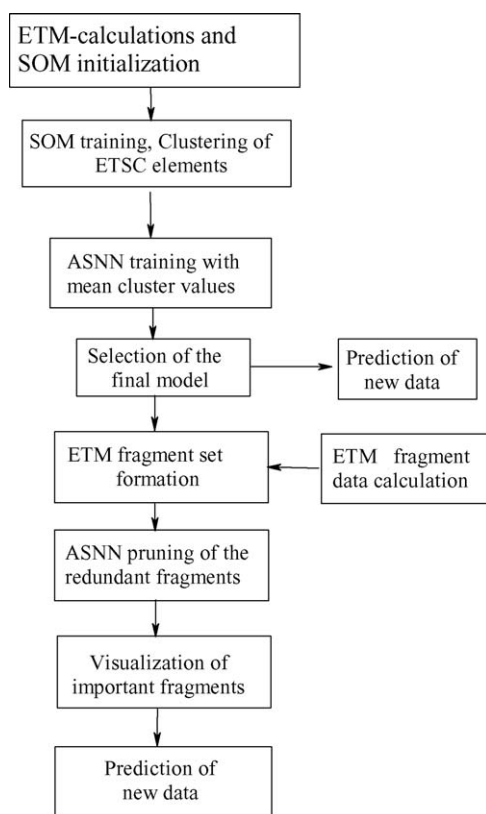 ETM-calculations and
SOM initialization
SOM training, Clustering of
ETSC elements
ASNN training with
mean cluster values
Selection of the
final model
Prediction of
new data
ETM fragment set
formation
ETM fragment
data calculation
ASNN pruning of the
redundant fragments
Visualization of
important fragments
Prediction of
new data